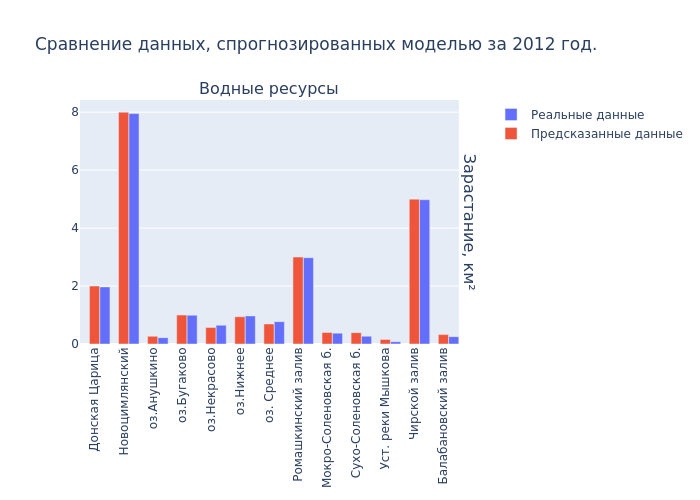 Сравнение данных, спрогнозированных моделью за 2012 год.
Водные ресурсы
Реальные данные
Предсказанные данные
8
6
4
2
0
Зарастание, км²
Донская Царица
Новоцимлянский
оз.Анушкино
оз.Бугаково
оз.Некрасово
оз.Нижнее
оз. Среднее
Ромашкинский залив
Мокро-Соленовская б.
Сухо-Соленовская б.
Уст. реки Мышкова
Чирской залив
Балабановский залив